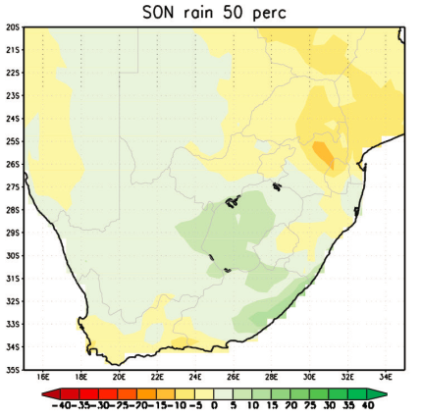 SON rain 50 perc
20S
21S
22S
23S
24S
25S
26S
27S
28S
29S
30S
31S
32S
33S
34S
35S
16E 18E 20E 22E 24E 26E 28E 30E 32E 34E
-40 -35 -30 -25 -20 -15 -10 -5 0 5 10 15 20 25 30 35 40